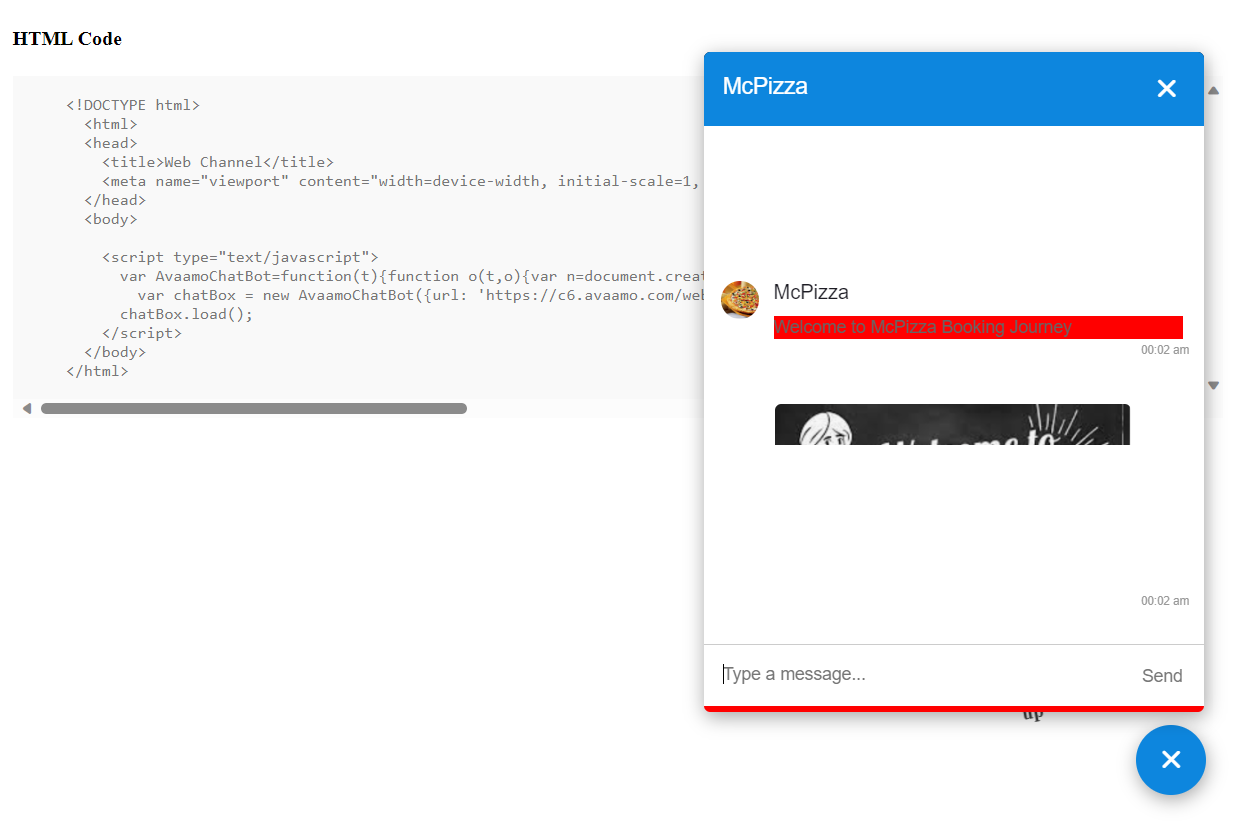 HTML Code
<!DOCTYPE html>
<html>
<head>
<title>Web Channel</title>
<meta name="viewport" content="width=device-width, initial-scale=1,
</head>
<body>
<script type="text/javascript">
var AvaamoChatBot=function(t){function o(t,o){var n=document.creat
var chatBox = new AvaamoChatBot({url: 'https://c6.avaamo.com/web
chatBox.load();
</script>
</body>
</html>
McPizza
McPizza
Welcome to McPizza Booking Journey
00:02 am
Welcome to
00:02 am
Type a message...
Send
up